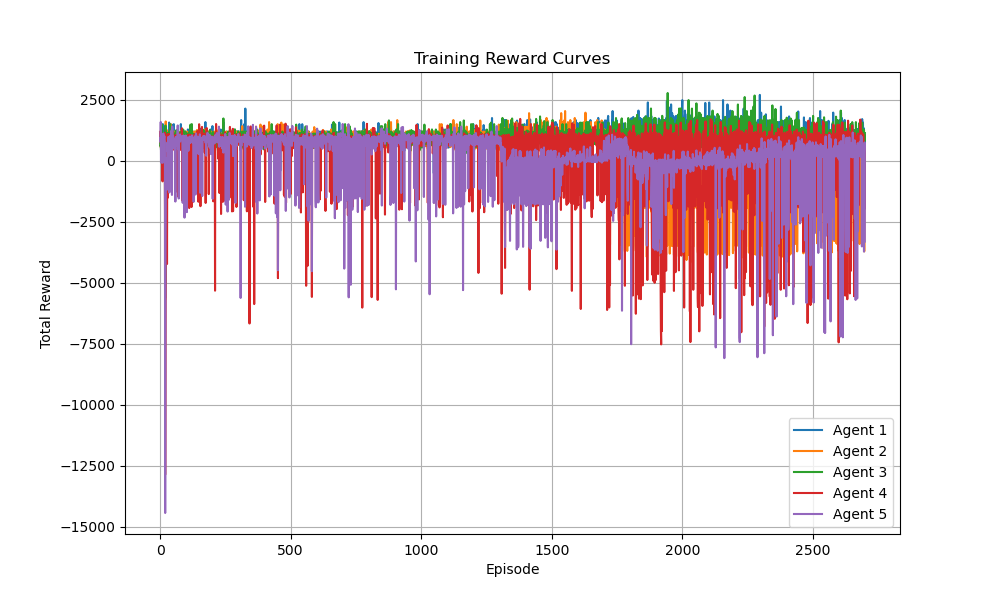 Training Reward Curves
2500
0
−2500
−5000
−7500
−10000
−12500
−15000
Total Reward
0
500
1000
1500
2000
2500
Episode
Agent 1
Agent 2
Agent 3
Agent 4
Agent 5